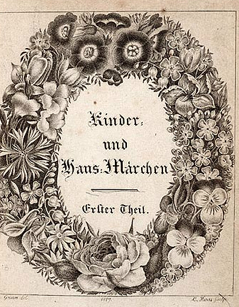 Kinder-
und
Haus-Märchen
Erster Theil.